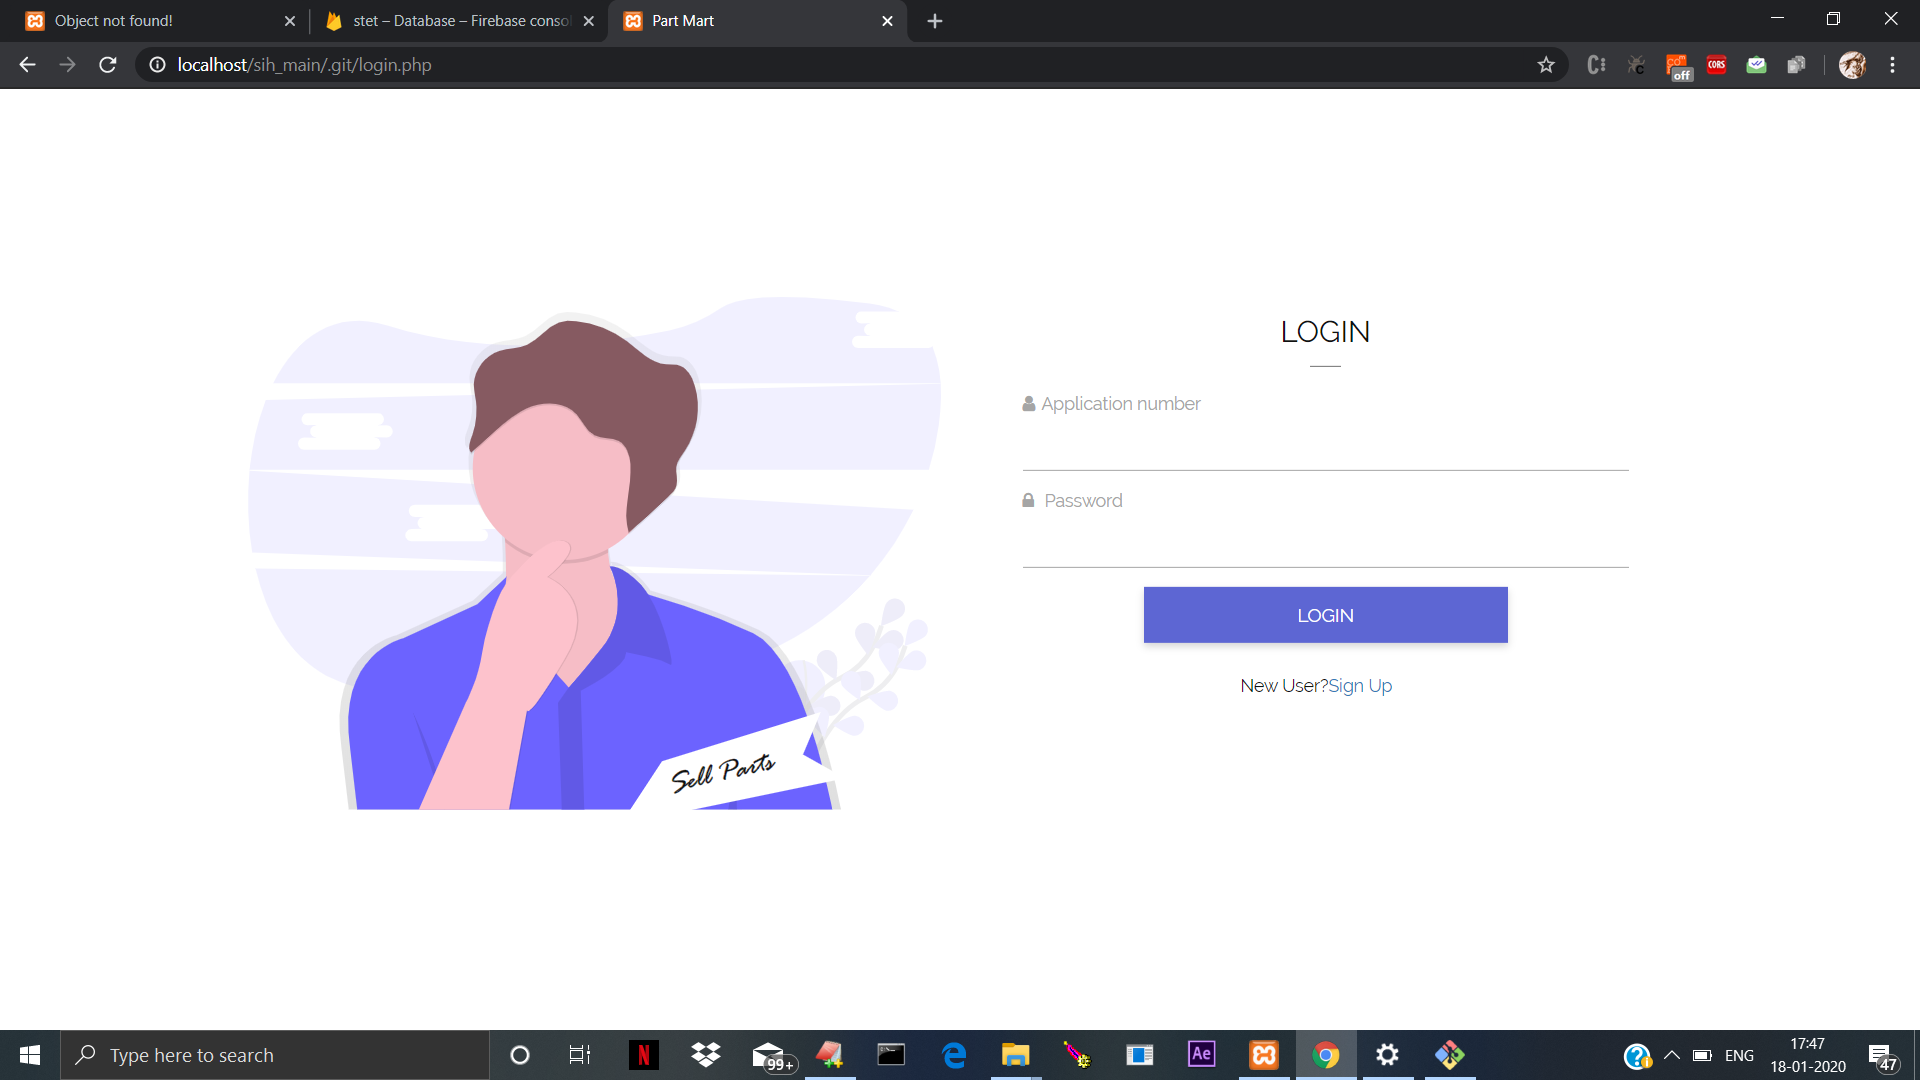 Object not found!
stet – Database – Firebase conso
Part Mart
localhost/sih_main/.git/login.php
off
CORS
LOGIN
Application number
Password
LOGIN
New User?Sign Up
Sell Parts
Type here to search
N
99+
Ae
ENG
17:47
18-01-2020
47